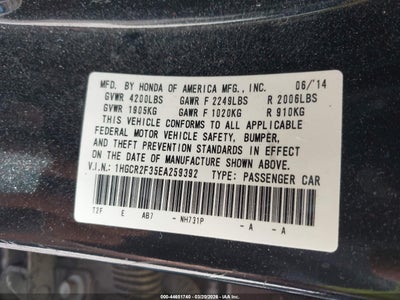 MFD. BY HONDA OF AMERICA MFG., INC. 06/'14
GVWR 4200LBS GAWR F 2249LBS R 2006LBS
GVWR 1905KG GAWR F 1020KG R 910KG
THIS VEHICLE CONFORMS TO ALL APPLICABLE
FEDERAL MOTOR VEHICLE SAFETY, BUMPER,
AND THEFT PREVENTION STANDARDS IN EFFECT
ON THE DATE OF MANUFACTURE SHOWN ABOVE.
V.I.N.: 1HGCR2F35EA259392 TYPE: PASSENGER CAR
T2F E AB7 - NH731P - A - A
000-44651740 - 03/20/2026 - IAAI.COM